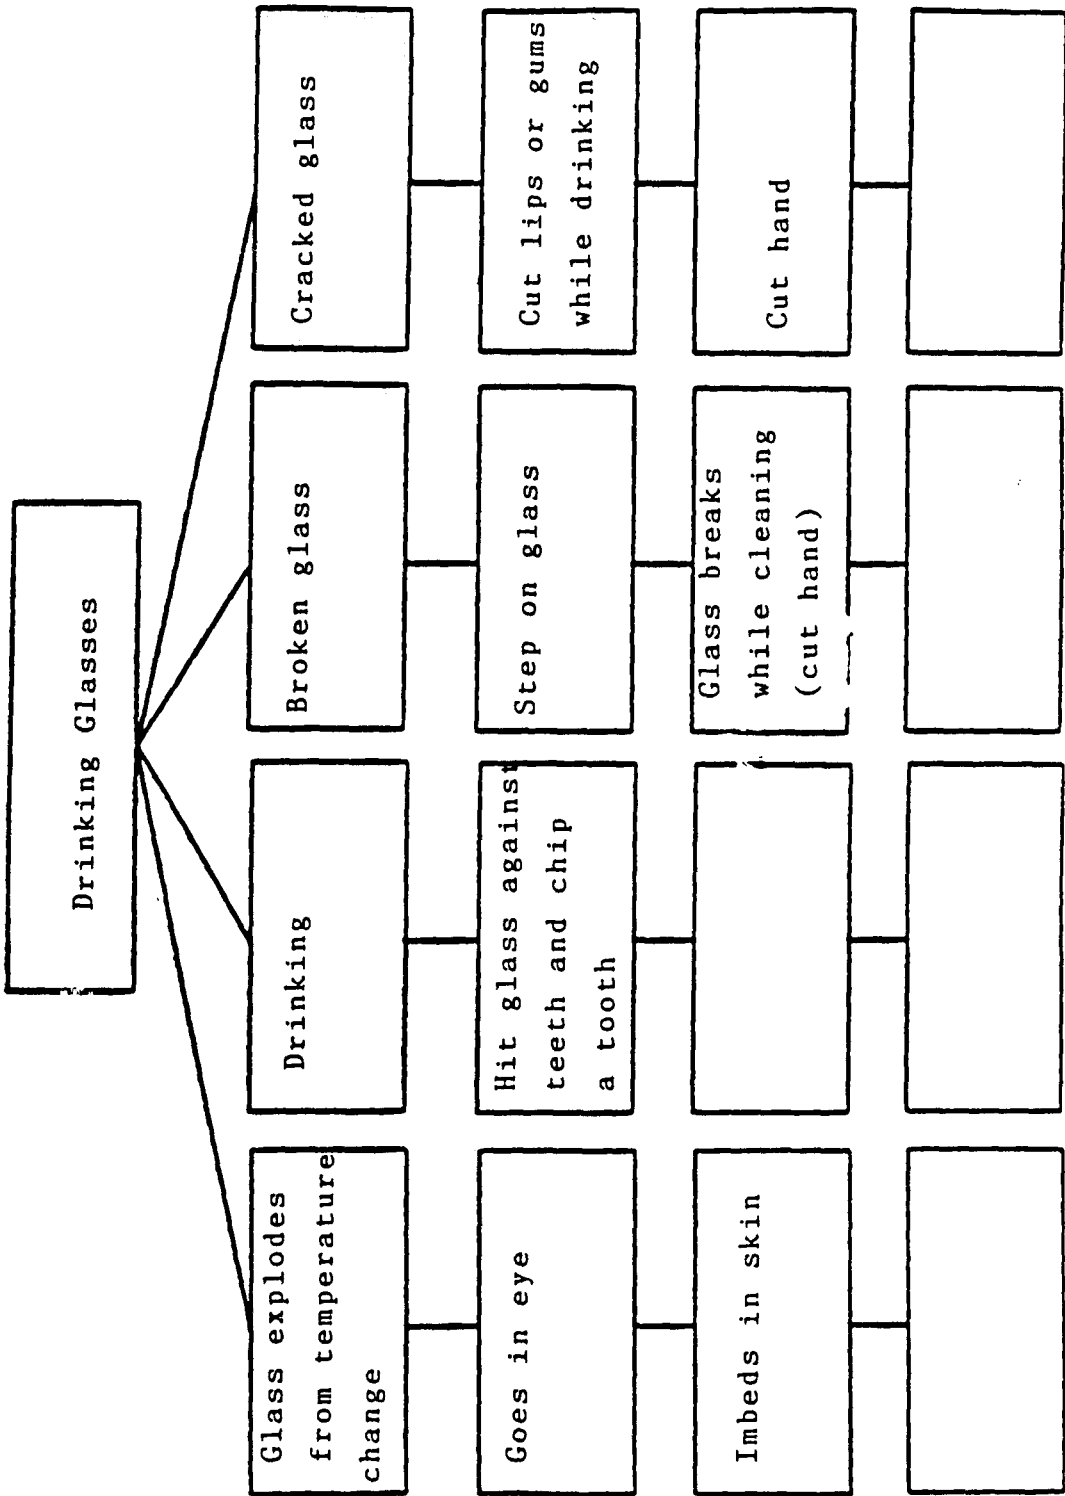 Drinking Glasses
Glass explodes
from temperature
change
Drinking
Broken glass
Cracked glass
Goes in eye
Hit glass against
teeth and chip
a tooth
Step on glass
Cut lips or gums
while drinking
Imbeds in skin
Glass breaks
while cleaning
(cut hand)
Cut hand